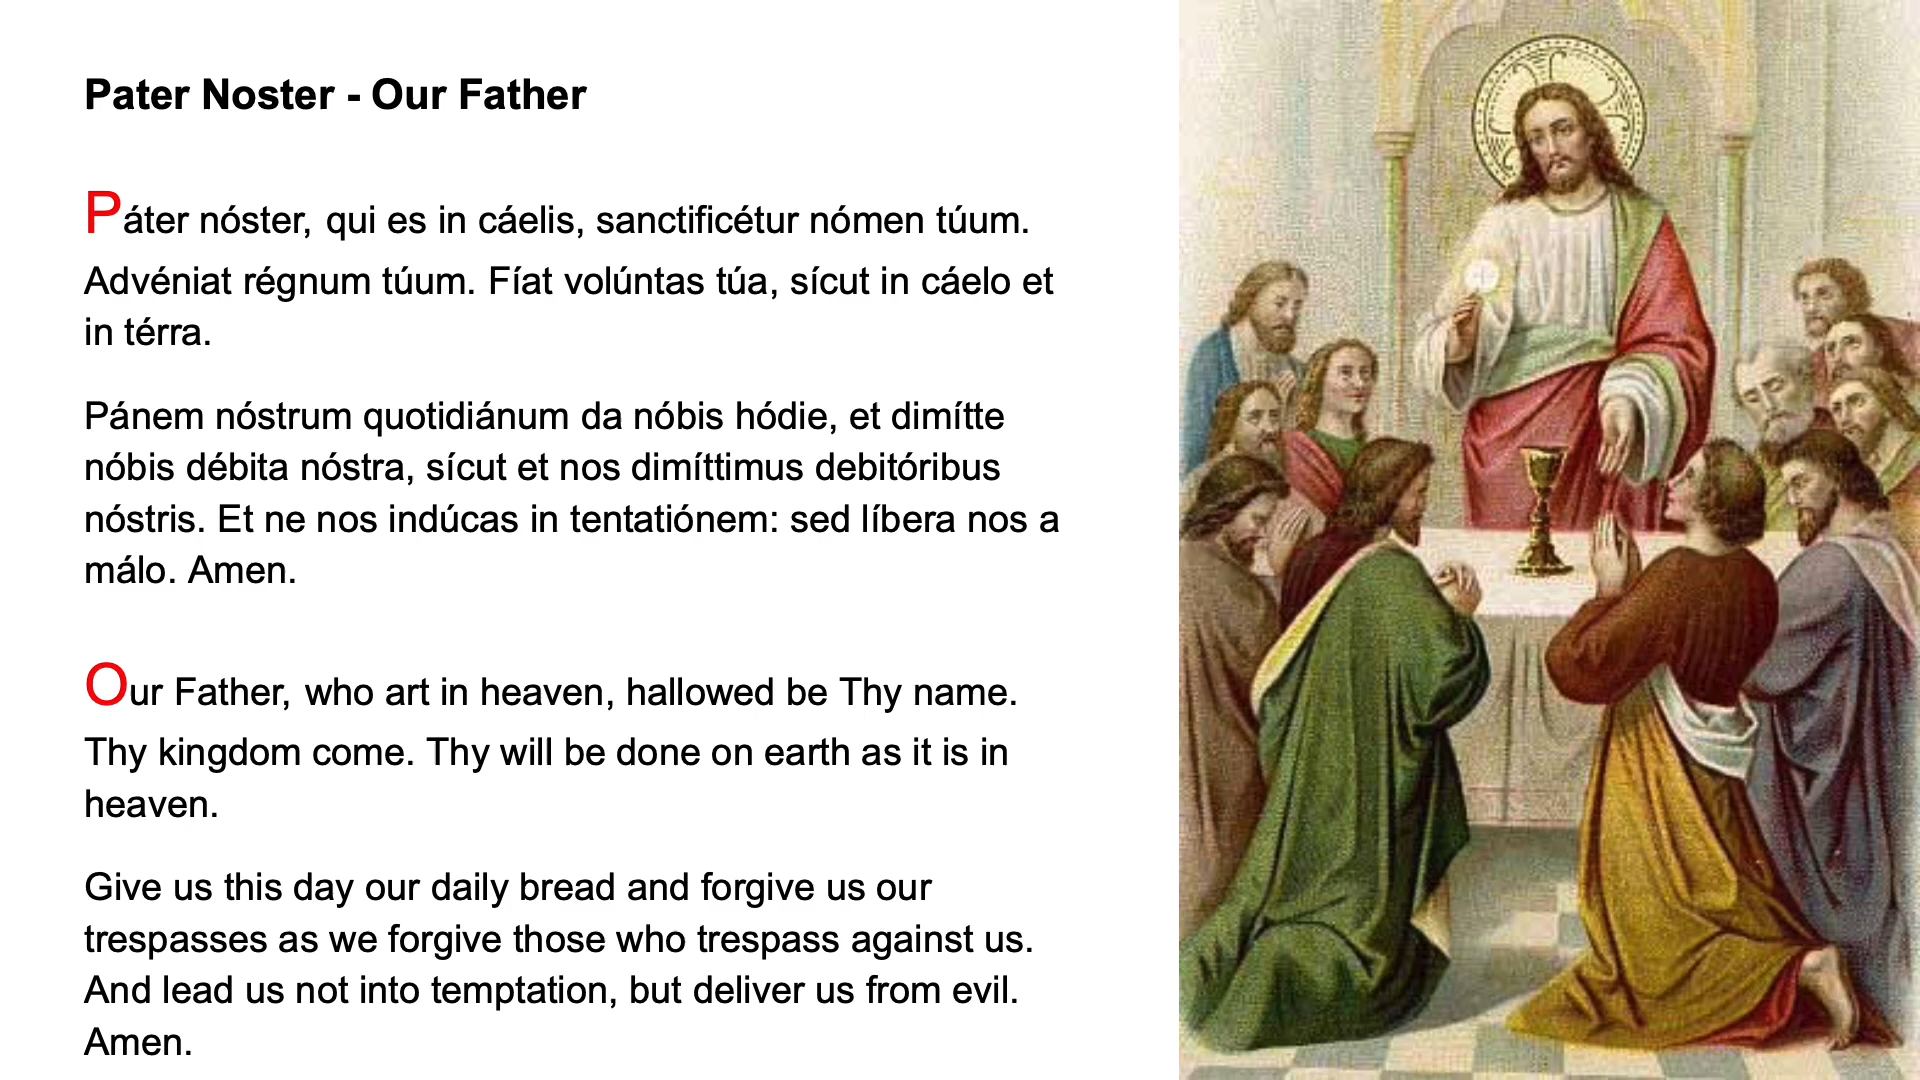 Pater Noster - Our Father
Páter nóster, qui es in cáelis, sanctificétur nómen túum.
Advéniat régnum túum. Fíat volúntas túa, sícut in cáelo et
in térra.
Pánem nóstrum quotidiánum da nóbis hódie, et dimítte
nóbis débita nóstra, sícut et nos dimíttimus debitóribus
nóstris. Et ne nos indúcas in tentatiónem: sed líbera nos a
málo. Amen.
Our Father, who art in heaven, hallowed be Thy name.
Thy kingdom come. Thy will be done on earth as it is in
heaven.
Give us this day our daily bread and forgive us our
trespasses as we forgive those who trespass against us.
And lead us not into temptation, but deliver us from evil.
Amen.